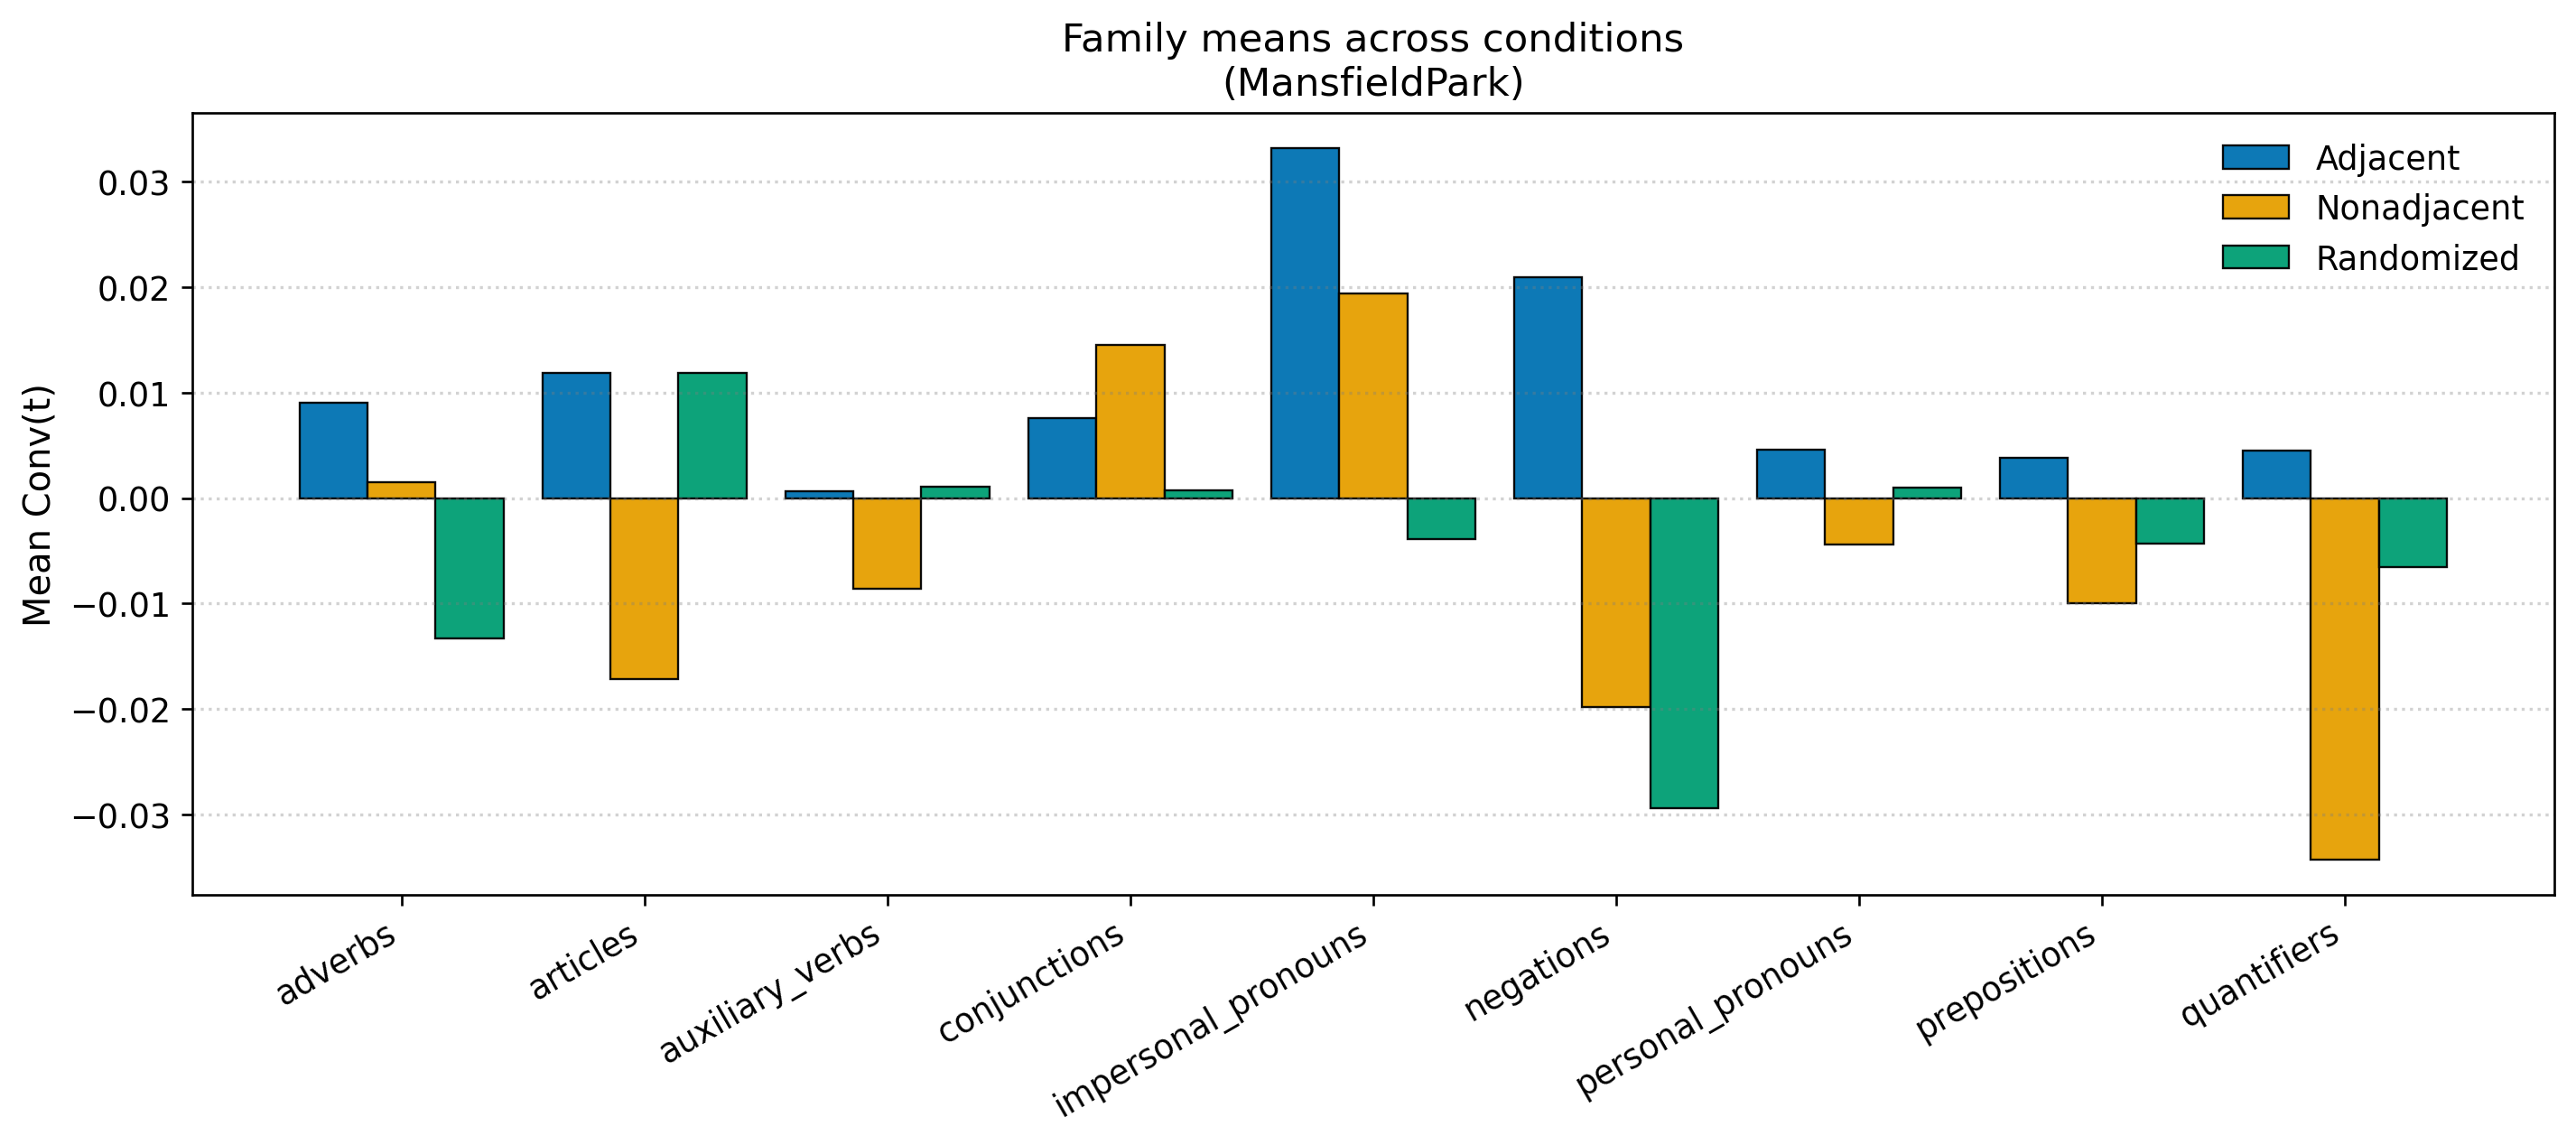 Family means across conditions
(MansfieldPark)
Mean Conv(t)
0.03
0.02
0.01
0.00
−0.01
−0.02
−0.03
Adjacent
Nonadjacent
Randomized
adverbs
articles
auxiliary_verbs
conjunctions
impersonal_pronouns
negations
personal_pronouns
prepositions
quantifiers